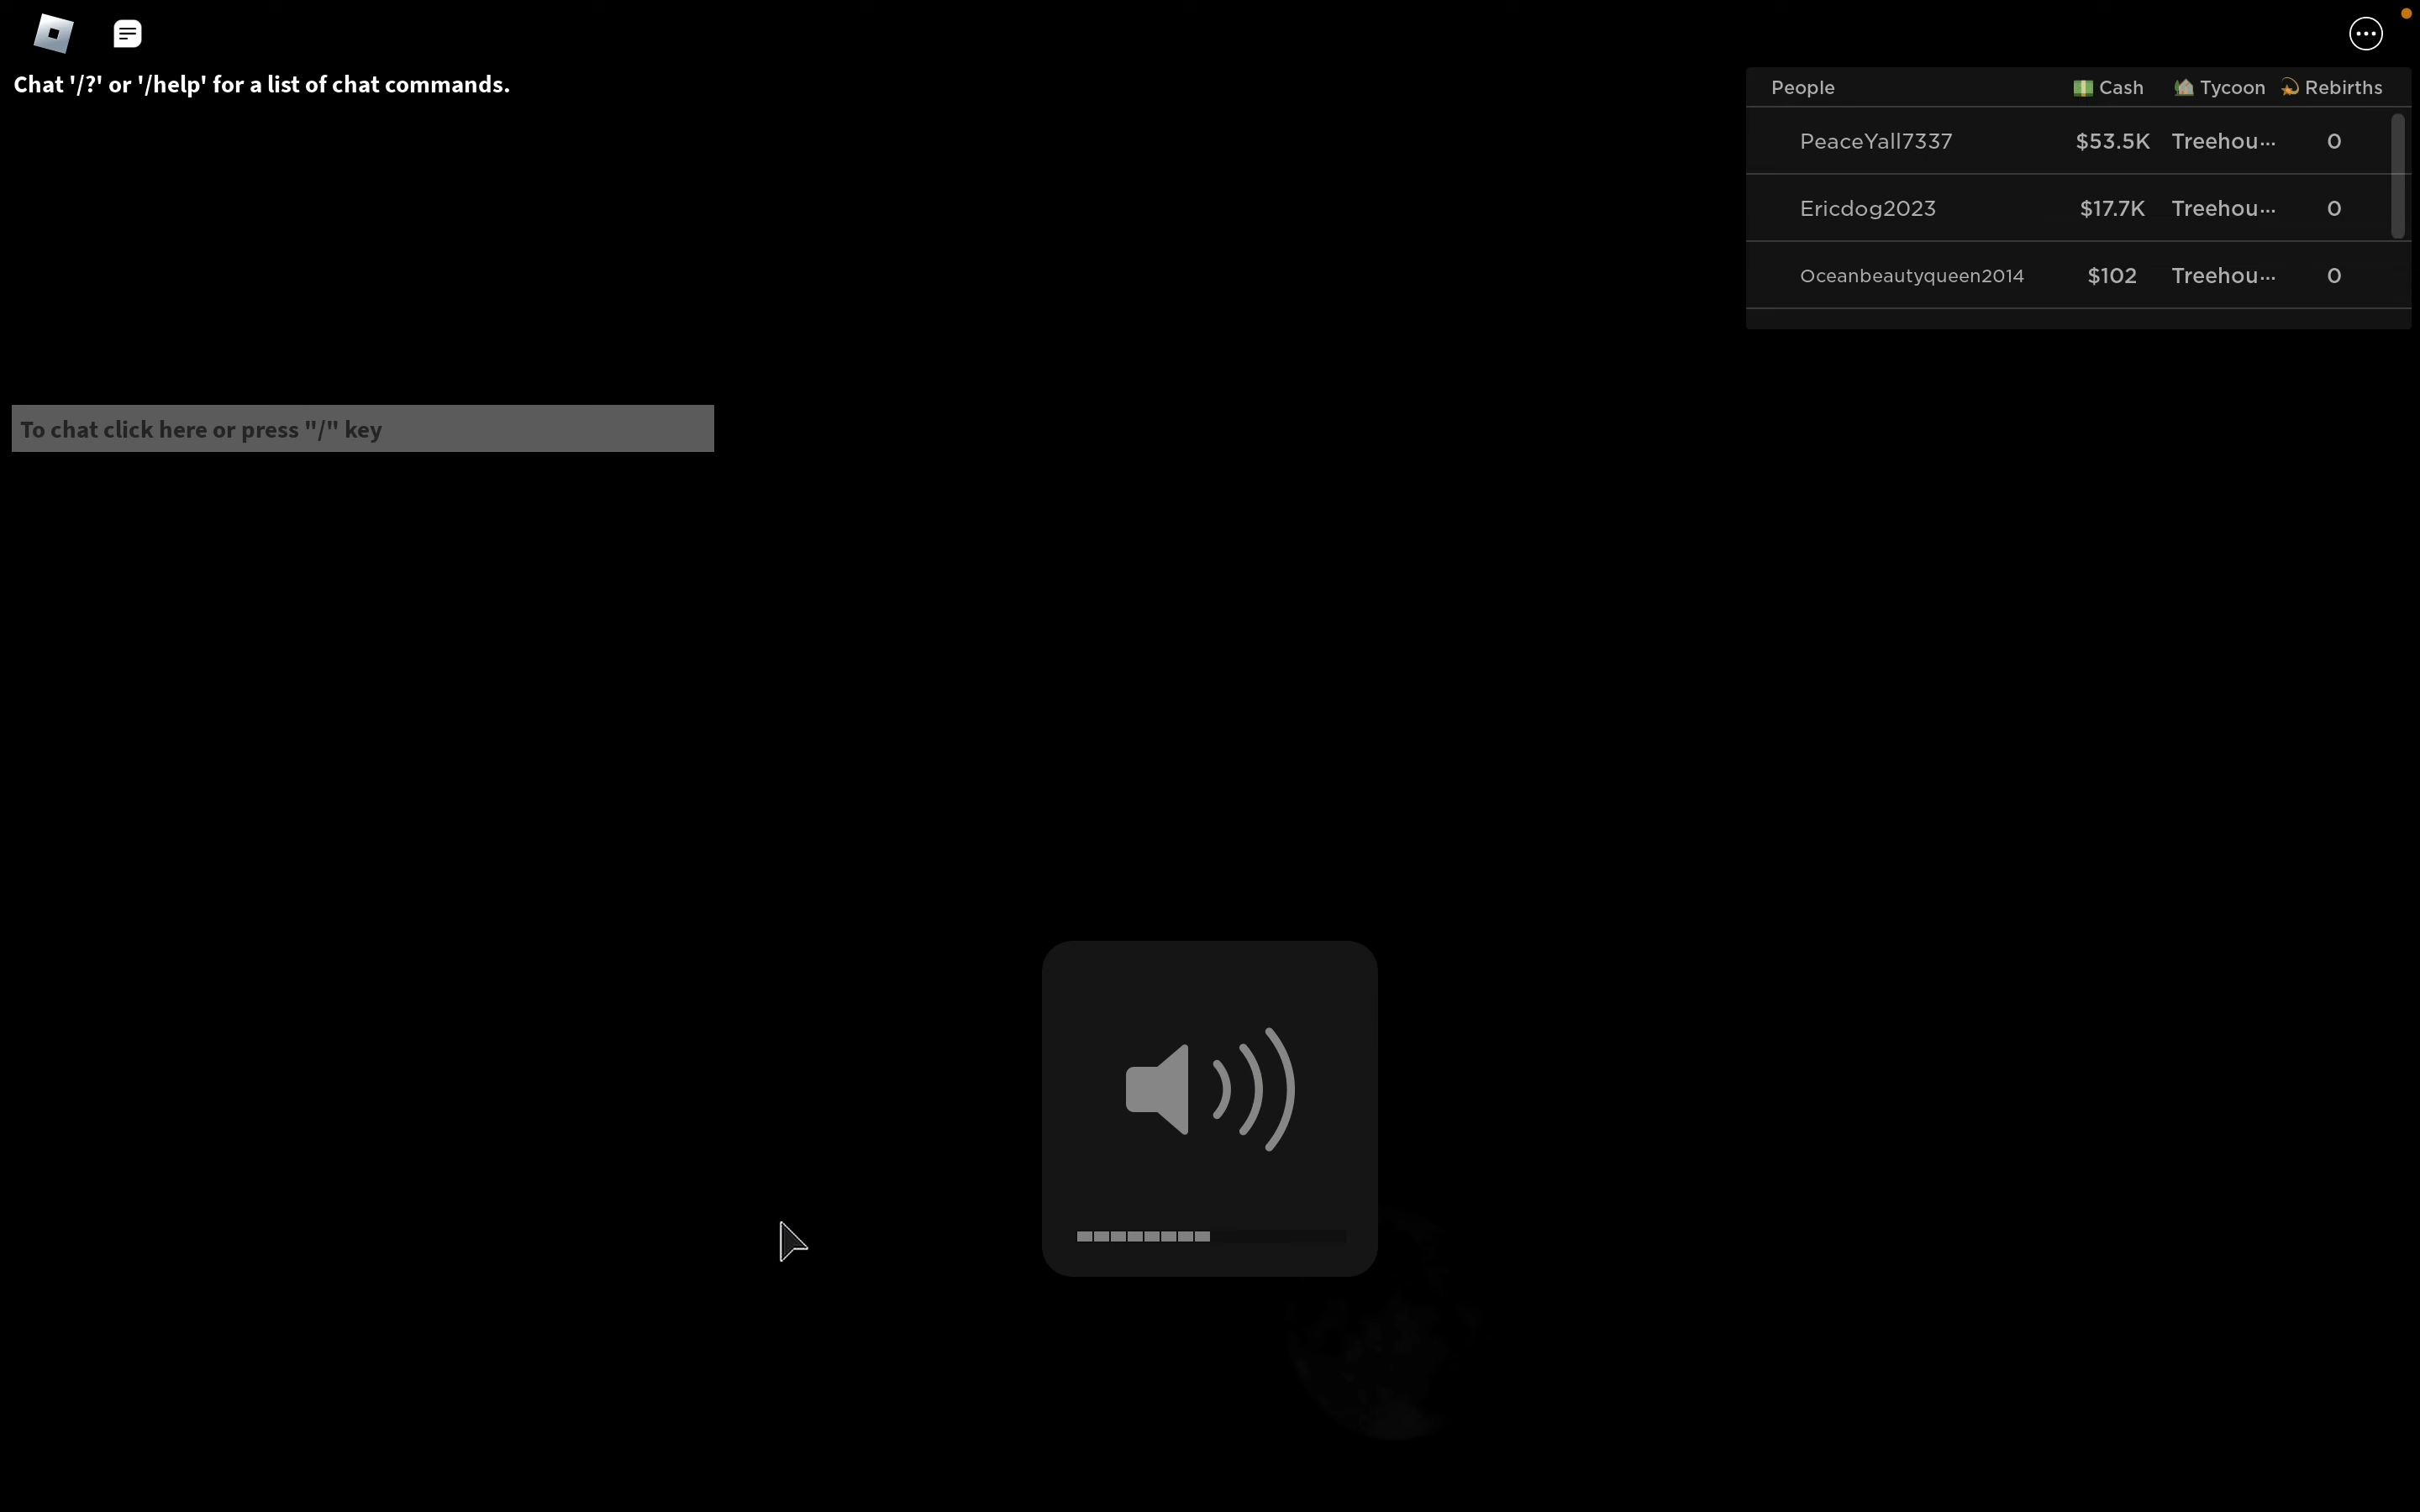 Chat '/?' or '/help' for a list of chat commands.
People Cash Tycoon Rebirths
PeaceYall7337 $53.5K Treehou... 0
Ericdog2023 $17.7K Treehou... 0
Oceanbeautyqueen2014 $102 Treehou... 0
To chat click here or press "/" key